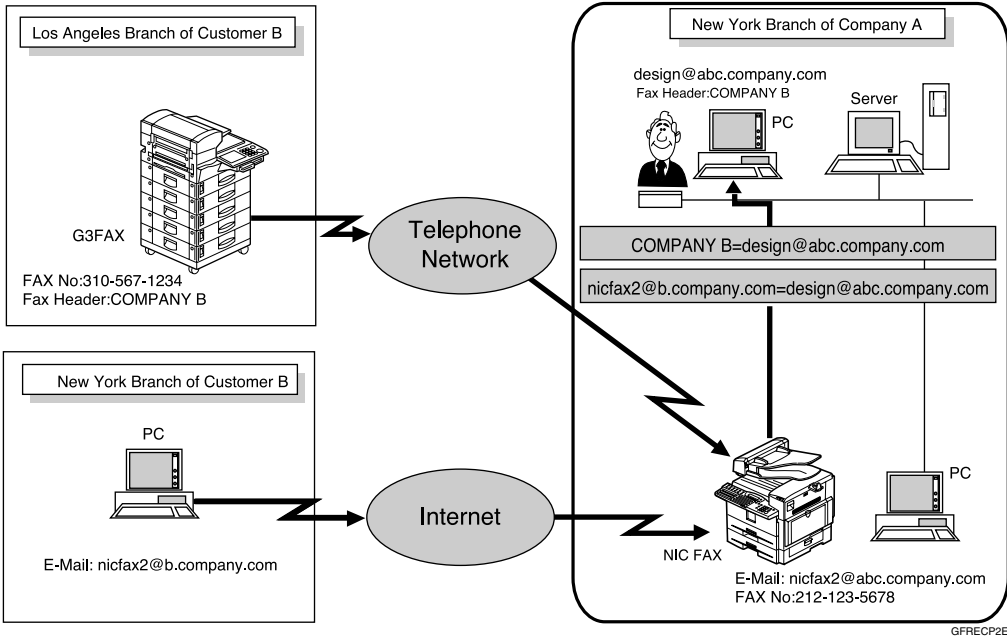 Los Angeles Branch of Customer B
G3FAX
FAX No:310-567-1234
Fax Header:COMPANY B
New York Branch of Customer B
PC
E-Mail: nicfax2@b.company.com
Telephone
Network
Internet
New York Branch of Company A
design@abc.company.com
Fax Header:COMPANY B
PC
Server
COMPANY B=design@abc.company.com
nicfax2@b.company.com=design@abc.company.com
NIC FAX
PC
E-Mail: nicfax2@abc.company.com
FAX No:212-123-5678
GFRECP2E